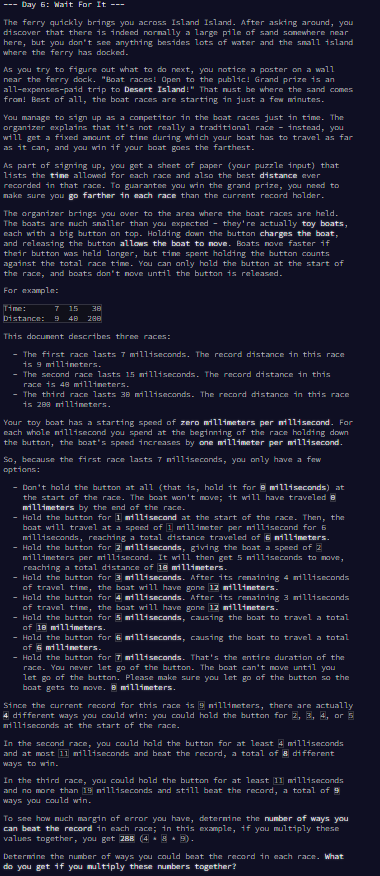 --- Day 6: Wait For It ---
The ferry quickly brings you across Island Island. After asking around, you
discover that there is indeed normally a large pile of sand somewhere near
here, but you don't see anything besides lots of water and the small island
where the ferry has docked.
As you try to figure out what to do next, you notice a poster on a wall
near the ferry dock. "Boat races! Open to the public! Grand prize is an
all-expenses-paid trip to Desert Island!" That must be where the sand comes
from! Best of all, the boat races are starting in just a few minutes.
You manage to sign up as a competitor in the boat races just in time. The
organizer explains that it's not really a traditional race - instead, you
will get a fixed amount of time during which your boat has to travel as far
as it can, and you win if your boat goes the farthest.
As part of signing up, you get a sheet of paper (your puzzle input) that
lists the time allowed for each race and also the best distance ever
recorded in that race. To guarantee you win the grand prize, you need to
make sure you go farther in each race than the current record holder.
The organizer brings you over to the area where the boat races are held.
The boats are much smaller than you expected - they're actually toy boats,
each with a big button on top. Holding down the button charges the boat,
and releasing the button allows the boat to move. Boats move faster if
their button was held longer, but time spent holding the button counts
against the total race time. You can only hold the button at the start of
the race, and boats don't move until the button is released.
For example:
Time: 7 15 30
Distance: 9 40 200
This document describes three races:
- The first race lasts 7 milliseconds. The record distance in this race
is 9 millimeters.
- The second race lasts 15 milliseconds. The record distance in this
race is 40 millimeters.
- The third race lasts 30 milliseconds. The record distance in this race
is 200 millimeters.
Your toy boat has a starting speed of zero millimeters per millisecond. For
each whole millisecond you spend at the beginning of the race holding down
the button, the boat's speed increases by one millimeter per millisecond.
So, because the first race lasts 7 milliseconds, you only have a few
options:
- Don't hold the button at all (that is, hold it for 0 milliseconds) at
the start of the race. The boat won't move; it will have traveled 0
millimeters by the end of the race.
- Hold the button for 1 millisecond at the start of the race. Then, the
boat will travel at a speed of 1 millimeter per millisecond for 6
milliseconds, reaching a total distance traveled of 6 millimeters.
- Hold the button for 2 milliseconds, giving the boat a speed of 2
millimeters per millisecond. It will then get 5 milliseconds to move,
reaching a total distance of 10 millimeters.
- Hold the button for 3 milliseconds. After its remaining 4 milliseconds
of travel time, the boat will have gone 12 millimeters.
- Hold the button for 4 milliseconds. After its remaining 3 milliseconds
of travel time, the boat will have gone 12 millimeters.
- Hold the button for 5 milliseconds, causing the boat to travel a total
of 10 millimeters.
- Hold the button for 6 milliseconds, causing the boat to travel a total
of 6 millimeters.
- Hold the button for 7 milliseconds. That's the entire duration of the
race. You never let go of the button. The boat can't move until you
let go of the button. Please make sure you let go of the button so the
boat gets to move. 0 millimeters.
Since the current record for this race is 9 millimeters, there are actually
4 different ways you could win: you could hold the button for 2, 3, 4, or 5
milliseconds at the start of the race.
In the second race, you could hold the button for at least 4 milliseconds
and at most 11 milliseconds and beat the record, a total of 8 different
ways to win.
In the third race, you could hold the button for at least 11 milliseconds
and no more than 19 milliseconds and still beat the record, a total of 9
ways you could win.
To see how much margin of error you have, determine the number of ways you
can beat the record in each race; in this example, if you multiply these
values together, you get 288 (4 * 8 * 9).
Determine the number of ways you could beat the record in each race. What
do you get if you multiply these numbers together?